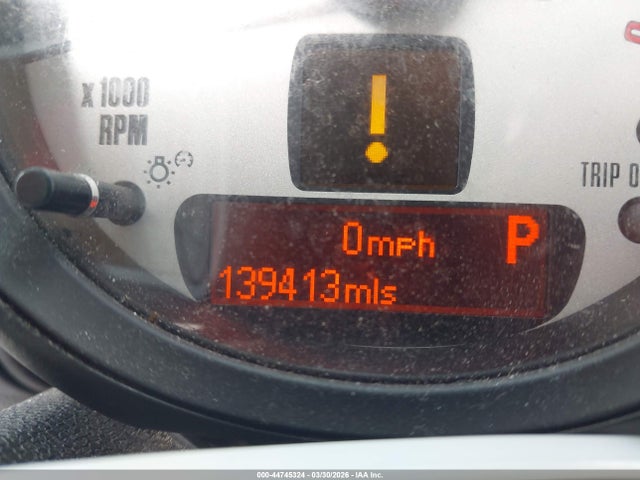 x 1000
RPM
!
TRIP
0mph
P
139413mls
000-44745324 | 03/30/2026 - IAA Inc.